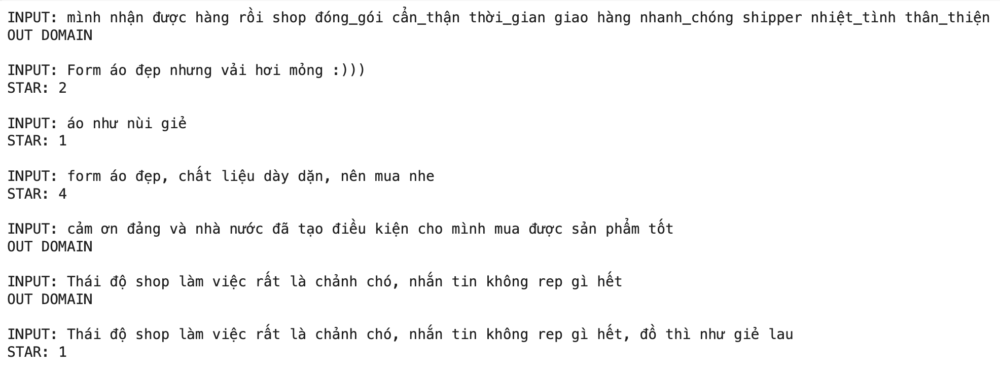 INPUT: mình nhận được hàng rồi shop đóng_gói cẩn_thận thời_gian giao hàng nhanh_chóng shipper nhiệt_tình thân_thiện
OUT DOMAIN
INPUT: Form áo đẹp nhưng vải hơi mỏng :)))
STAR: 2
INPUT: áo như nùi giẻ
STAR: 1
INPUT: form áo đẹp, chất liệu dày dặn, nên mua nhe
STAR: 4
INPUT: cảm ơn đảng và nhà nước đã tạo điều kiện cho mình mua được sản phẩm tốt
OUT DOMAIN
INPUT: Thái độ shop làm việc rất là chảnh chó, nhắn tin không rep gì hết
OUT DOMAIN
INPUT: Thái độ shop làm việc rất là chảnh chó, nhắn tin không rep gì hết, đồ thì như giẻ lau
STAR: 1